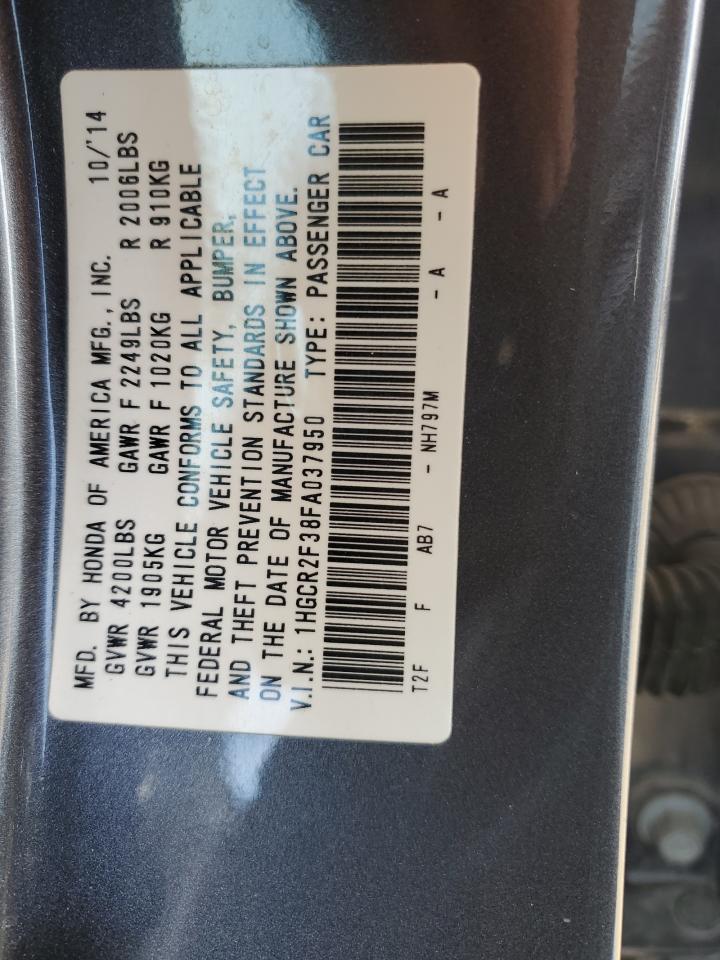 MFD. BY HONDA OF AMERICA MFG., INC. 10/'14
GVWR 4200LBS GAWR F 2249LBS R 2006LBS
GVWR 1905KG GAWR F 1020KG R 910KG
THIS VEHICLE CONFORMS TO ALL APPLICABLE
FEDERAL MOTOR VEHICLE SAFETY, BUMPER,
AND THEFT PREVENTION STANDARDS IN EFFECT
ON THE DATE OF MANUFACTURE SHOWN ABOVE.
V.I.N.: 1HGCR2F38FA037950 TYPE: PASSENGER CAR
T2F F AB7 - NH797M - A - A